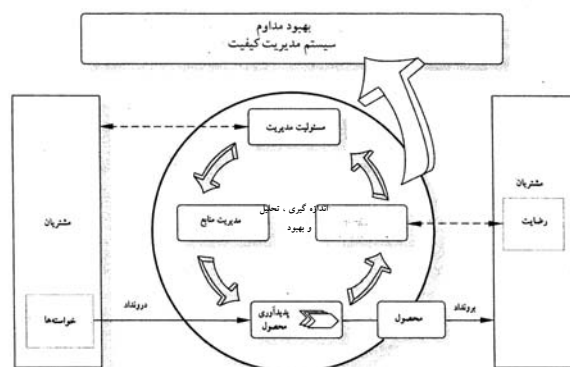 بهبود مداوم
سیستم مدیریت کیفیت
مسئولیت مدیریت
مشتریان
مشتریان
رضایت
اندازه گیری ، تحلیل
و بهبود
مدیریت منابع
خواسته‌ها
درونداد
پدیدآوری
محصول
محصول
برونداد